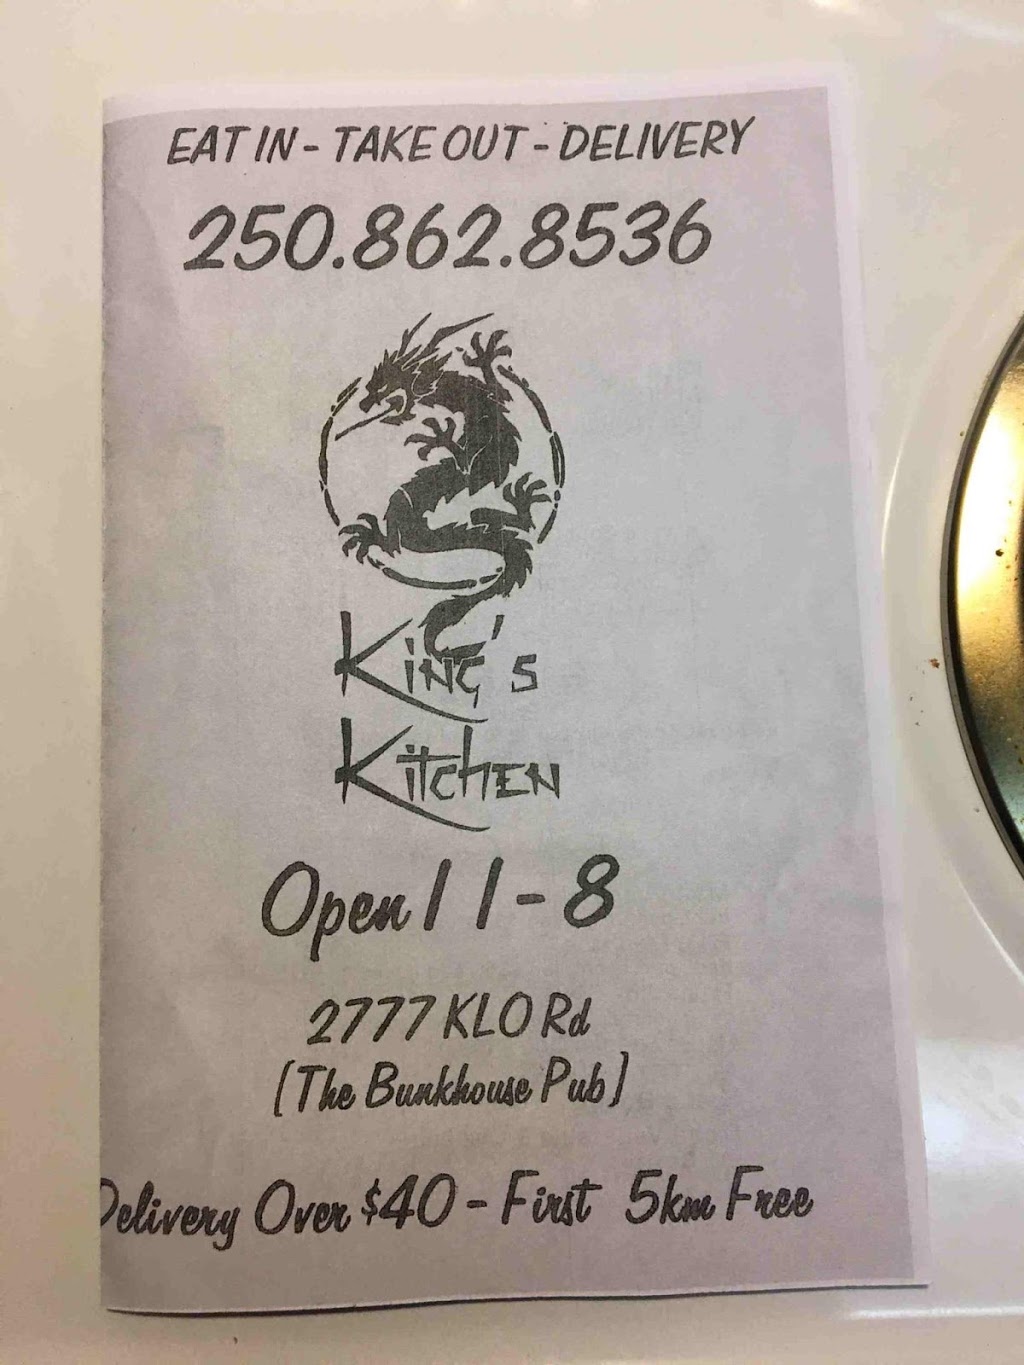 EAT IN - TAKE OUT - DELIVERY
250.862.8536
King's
Kitchen
Open 11-8
2777 KLO Rd
(The Bunkhouse Pub)
Delivery Over $40 - First 5km Free